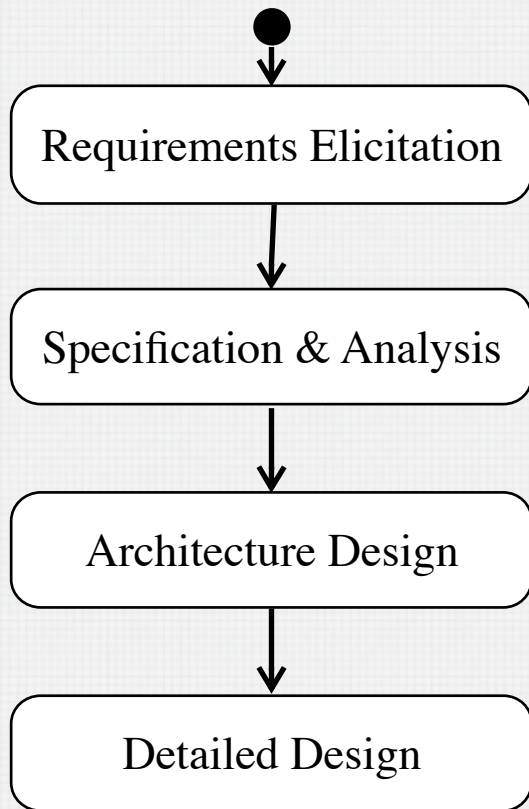 Requirements Elicitation
Specification & Analysis
Architecture Design
Detailed Design